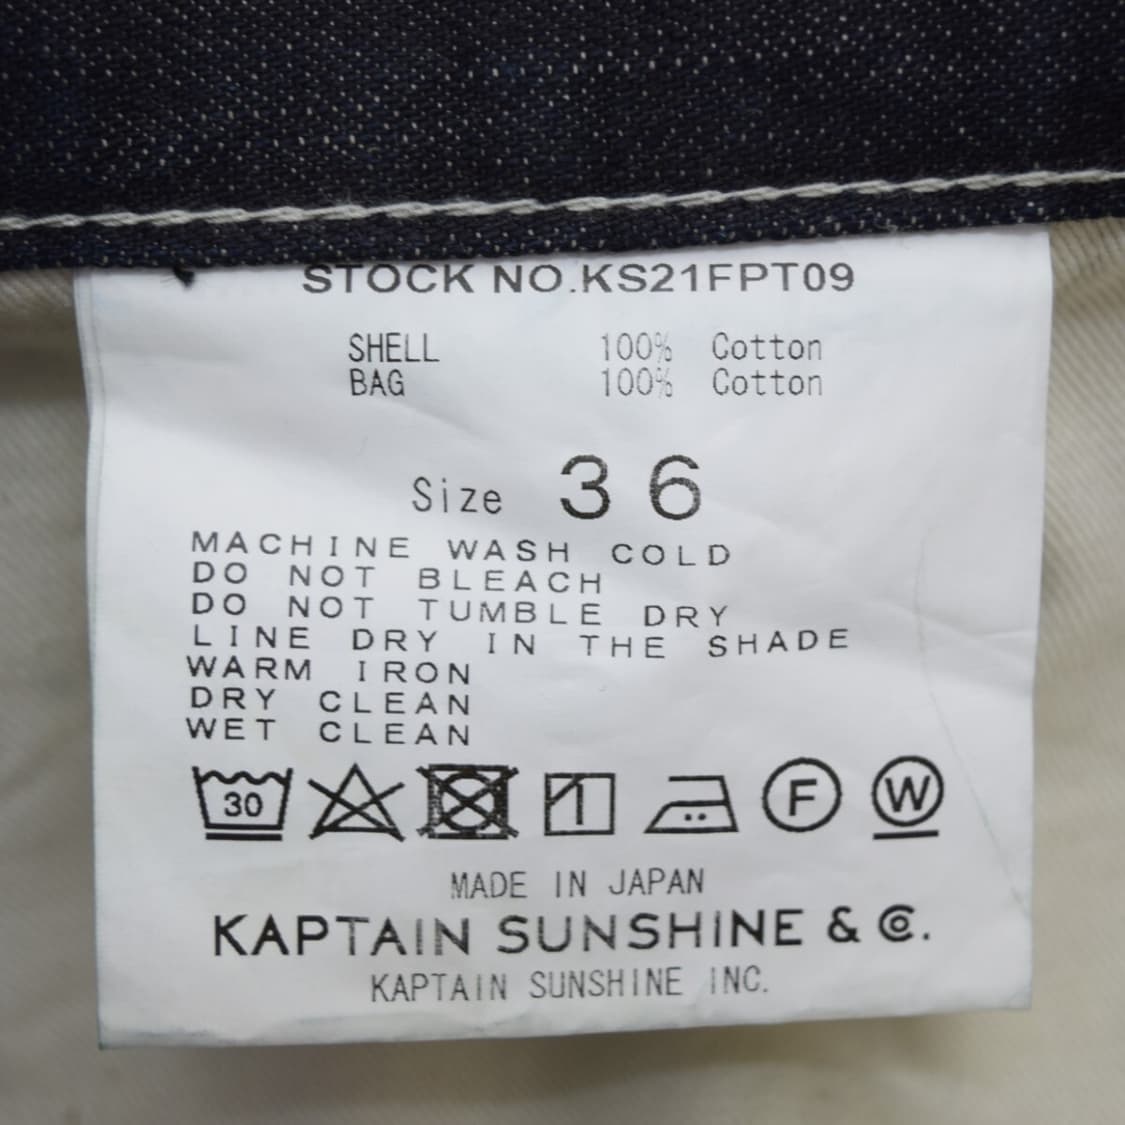 STOCK NO.KS21FPT09
SHELL 100% Cotton
BAG 100% Cotton
Size 36
MACHINE WASH COLD
DO NOT BLEACH
DO NOT TUMBLE DRY
LINE DRY IN THE SHADE
WARM IRON
DRY CLEAN
WET CLEAN
30 F W
MADE IN JAPAN
KAPTAIN SUNSHINE & Co.
KAPTAIN SUNSHINE INC.